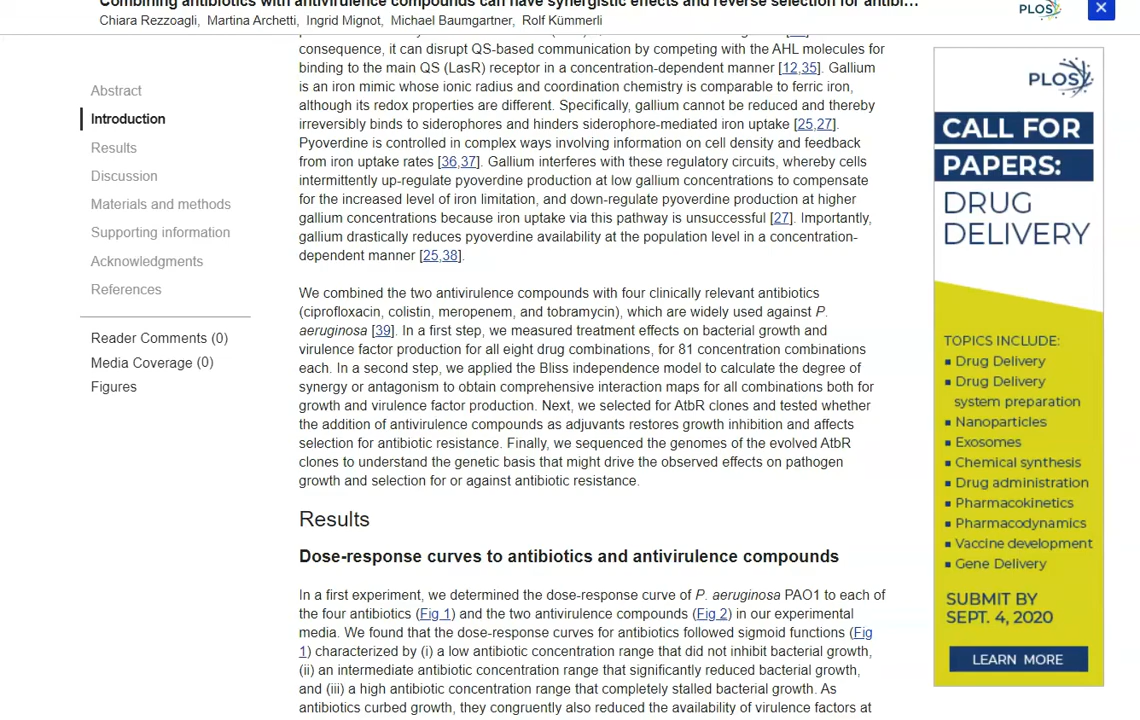 Combining antibiotics with antivirulence compounds can have synergistic effects and reverse selection for antibi…
Chiara Rezzoagli, Martina Archetti, Ingrid Mignot, Michael Baumgartner, Rolf Kümmerli
PLOS
Abstract
Introduction
Results
Discussion
Materials and methods
Supporting information
Acknowledgments
References
Reader Comments (0)
Media Coverage (0)
Figures
consequence, it can disrupt QS-based communication by competing with the AHL molecules for
binding to the main QS (LasR) receptor in a concentration-dependent manner [12,35]. Gallium
is an iron mimic whose ionic radius and coordination chemistry is comparable to ferric iron,
although its redox properties are different. Specifically, gallium cannot be reduced and thereby
irreversibly binds to siderophores and hinders siderophore-mediated iron uptake [25,27].
Pyoverdine is controlled in complex ways involving information on cell density and feedback
from iron uptake rates [36,37]. Gallium interferes with these regulatory circuits, whereby cells
intermittently up-regulate pyoverdine production at low gallium concentrations to compensate
for the increased level of iron limitation, and down-regulate pyoverdine production at higher
gallium concentrations because iron uptake via this pathway is unsuccessful [27]. Importantly,
gallium drastically reduces pyoverdine availability at the population level in a concentration-
dependent manner [25,38].
We combined the two antivirulence compounds with four clinically relevant antibiotics
(ciprofloxacin, colistin, meropenem, and tobramycin), which are widely used against P.
aeruginosa [39]. In a first step, we measured treatment effects on bacterial growth and
virulence factor production for all eight drug combinations, for 81 concentration combinations
each. In a second step, we applied the Bliss independence model to calculate the degree of
synergy or antagonism to obtain comprehensive interaction maps for all combinations both for
growth and virulence factor production. Next, we selected for AtbR clones and tested whether
the addition of antivirulence compounds as adjuvants restores growth inhibition and affects
selection for antibiotic resistance. Finally, we sequenced the genomes of the evolved AtbR
clones to understand the genetic basis that might drive the observed effects on pathogen
growth and selection for or against antibiotic resistance.
Results
Dose-response curves to antibiotics and antivirulence compounds
In a first experiment, we determined the dose-response curve of P. aeruginosa PAO1 to each of
the four antibiotics (Fig 1) and the two antivirulence compounds (Fig 2) in our experimental
media. We found that the dose-response curves for antibiotics followed sigmoid functions (Fig
1) characterized by (i) a low antibiotic concentration range that did not inhibit bacterial growth,
(ii) an intermediate antibiotic concentration range that significantly reduced bacterial growth,
and (iii) a high antibiotic concentration range that completely stalled bacterial growth. As
antibiotics curbed growth, they congruently also reduced the availability of virulence factors at
PLOS
CALL FOR
PAPERS:
DRUG
DELIVERY
TOPICS INCLUDE:
▪ Drug Delivery
▪ Drug Delivery
system preparation
▪ Nanoparticles
▪ Exosomes
▪ Chemical synthesis
▪ Drug administration
▪ Pharmacokinetics
▪ Pharmacodynamics
▪ Vaccine development
▪ Gene Delivery
SUBMIT BY
SEPT. 4, 2020
LEARN MORE